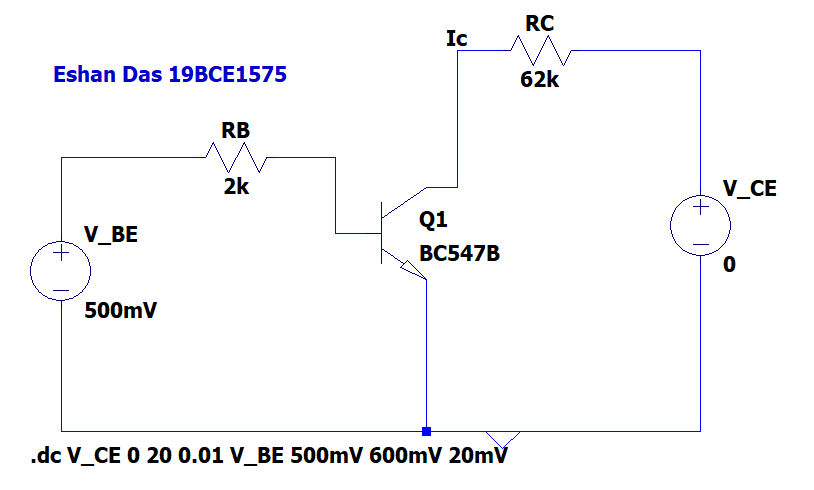 Eshan Das 19BCE1575
Ic
RC
62k
RB
2k
V_BE
500mV
Q1
BC547B
V_CE
0
.dc V_CE 0 20 0.01 V_BE 500mV 600mV 20mV